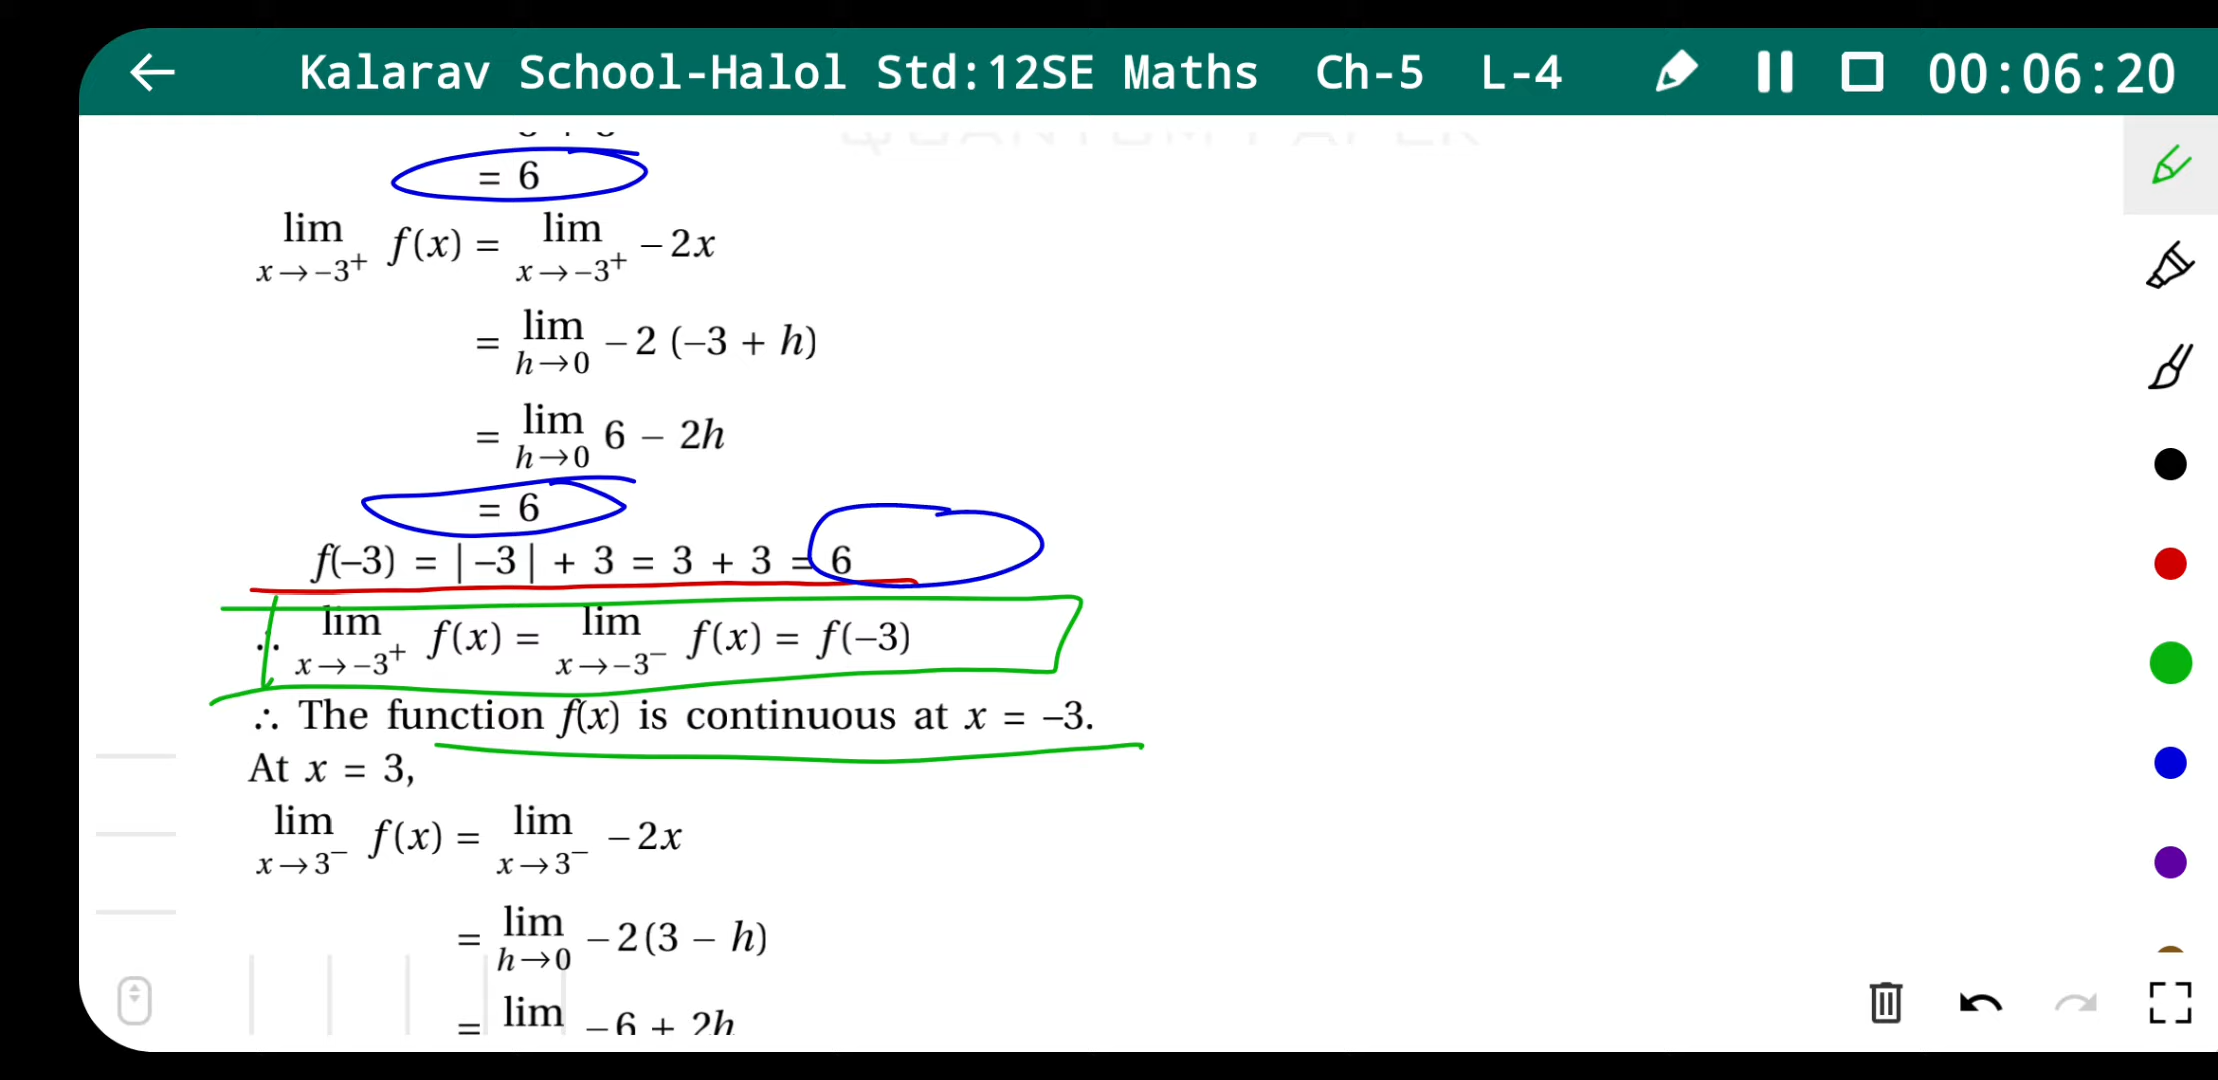 Kalarav School-Halol Std:12SE Maths Ch-5 L-4 00:06:20
= 6
lim x→−3⁺ f(x) = lim x→−3⁺ −2x
= lim h→0 −2 (−3 + h)
= lim h→0 6 − 2h
= 6
f(−3) = |−3| + 3 = 3 + 3 = 6
∴ lim x→−3⁺ f(x) = lim x→−3⁻ f(x) = f(−3)
∴ The function f(x) is continuous at x = −3.
At x = 3,
lim x→3⁻ f(x) = lim x→3⁻ −2x
= lim h→0 −2(3 − h)
= lim −6 + 2h